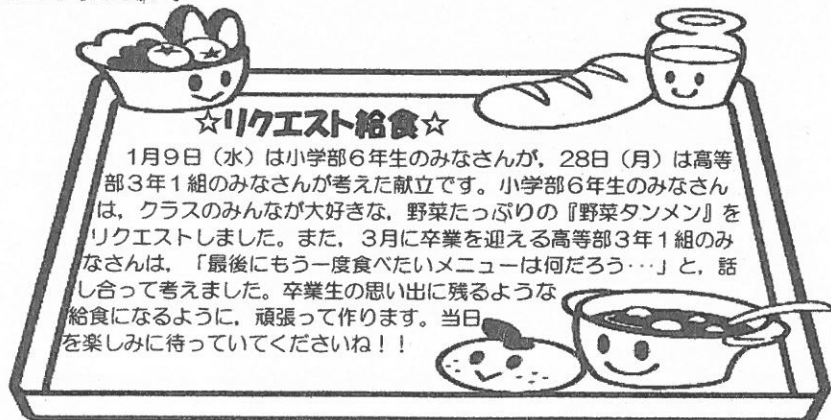 ☆リクエスト給食☆
1月9日（水）は小学部6年生のみなさんが，28日（月）は高等
部3年1組のみなさんが考えた献立です。小学部6年生のみなさん
は，クラスのみんなが大好きな，野菜たっぷりの『野菜タンメン』を
リクエストしました。また，3月に卒業を迎える高等部3年1組のみ
なさんは，「最後にもう一度食べたいメニューは何だろう…」と，話
し合って考えました。卒業生の思い出に残るような
給食になるように，頑張って作ります。当日
を楽しみに待っていてくださいね！！